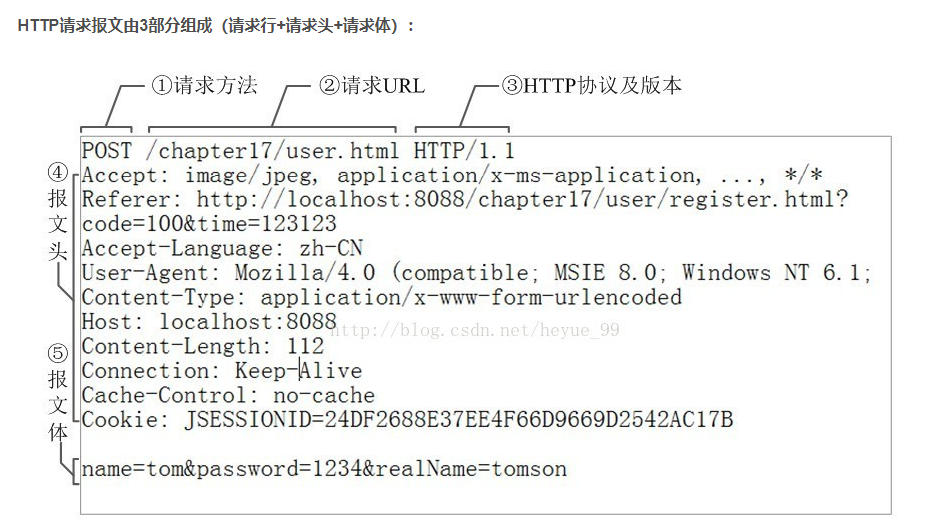 HTTP请求报文由3部分组成（请求行+请求头+请求体）：
①请求方法 ②请求URL ③HTTP协议及版本
POST /chapter17/user.html HTTP/1.1
④报文头
Accept: image/jpeg, application/x-ms-application, ..., */*
Referer: http://localhost:8088/chapter17/user/register.html?
code=100&time=123123
Accept-Language: zh-CN
User-Agent: Mozilla/4.0 (compatible; MSIE 8.0; Windows NT 6.1;
Content-Type: application/x-www-form-urlencoded
Host: localhost:8088
http://blog.csdn.net/heyue_99
Content-Length: 112
Connection: Keep-Alive
Cache-Control: no-cache
Cookie: JSESSIONID=24DF2688E37EE4F66D9669D2542AC17B
⑤报文体
name=tom&password=1234&realName=tomson